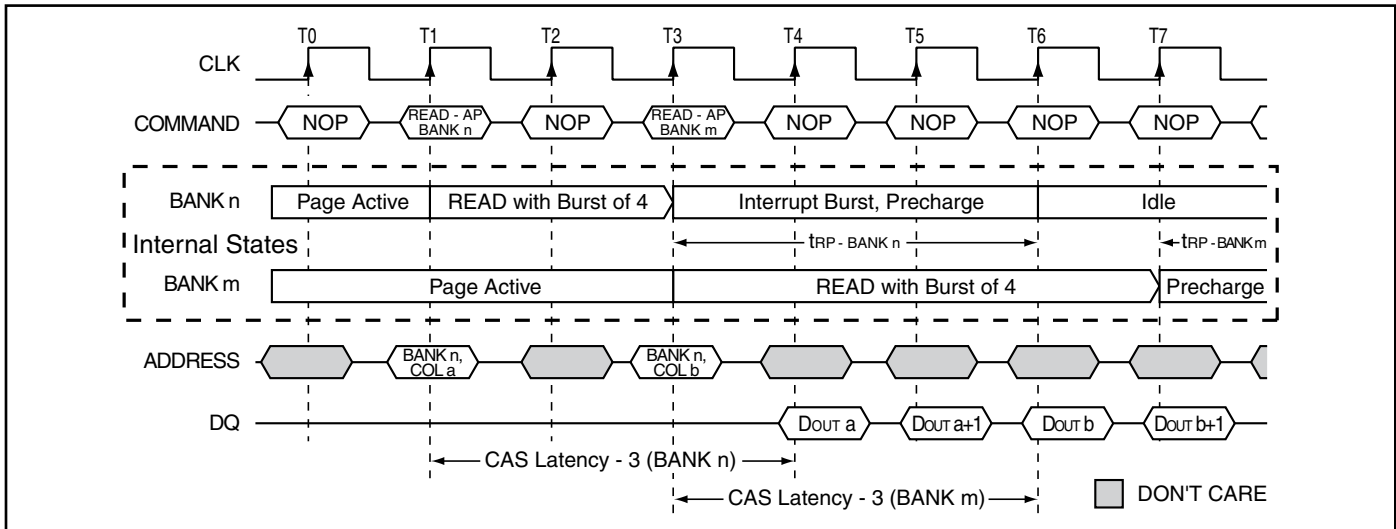 T0 T1 T2 T3 T4 T5 T6 T7
CLK
COMMAND NOP READ - AP BANK n NOP READ - AP BANK m NOP NOP NOP NOP
BANK n Page Active READ with Burst of 4 Interrupt Burst, Precharge Idle
Internal States tRP - BANK n tRP - BANK m
BANK m Page Active READ with Burst of 4 Precharge
ADDRESS BANK n, COL a BANK n, COL b
DQ DOUT a DOUT a+1 DOUT b DOUT b+1
CAS Latency - 3 (BANK n)
CAS Latency - 3 (BANK m) DON'T CARE